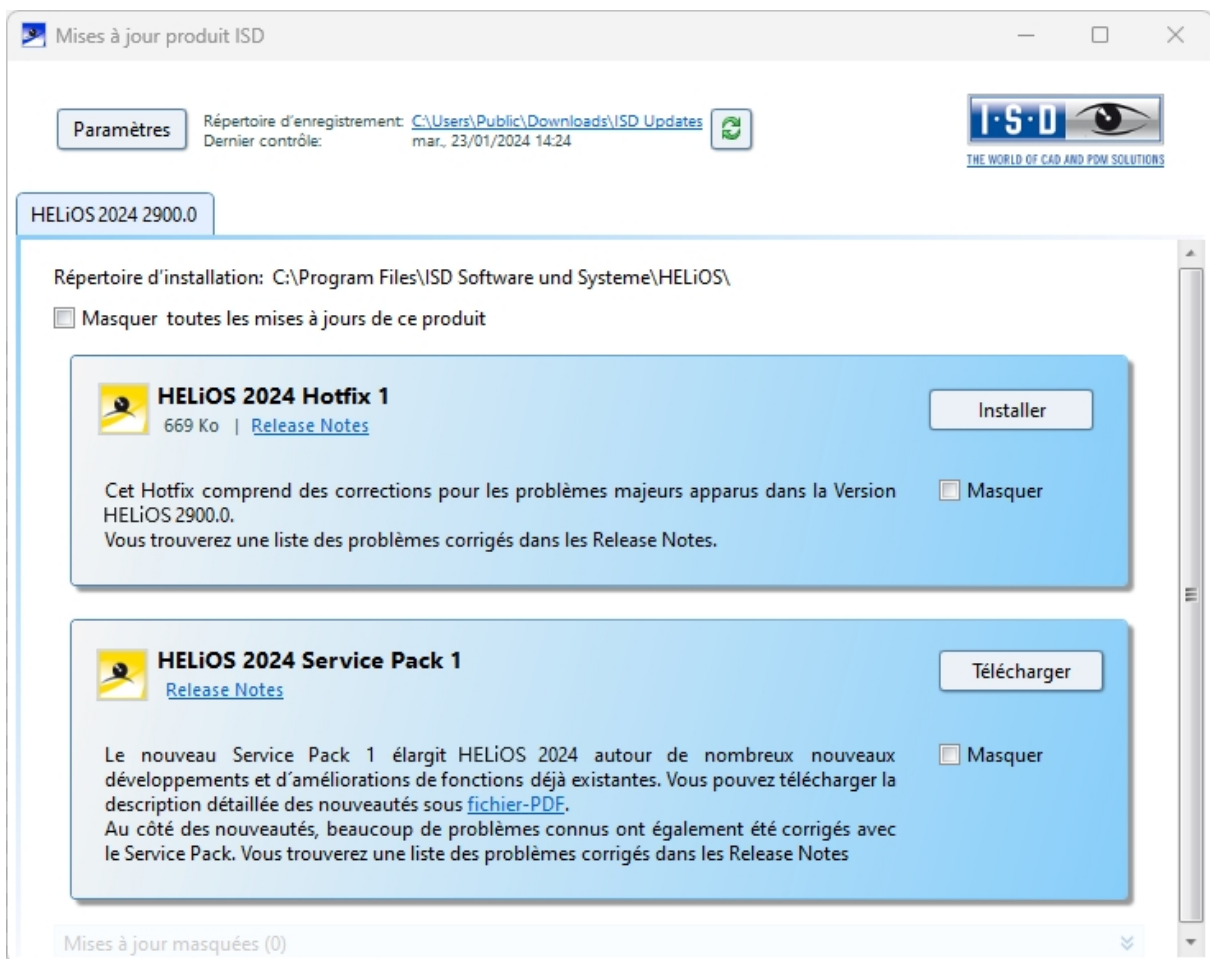 Mises à jour produit ISD
Paramètres
Répertoire d'enregistrement: C:\Users\Public\Downloads\ISD Updates
Dernier contrôle: mar., 23/01/2024 14:24
I·S·D
THE WORLD OF CAD AND PDM SOLUTIONS
HELiOS 2024 2900.0
Répertoire d'installation: C:\Program Files\ISD Software und Systeme\HELiOS\
Masquer toutes les mises à jours de ce produit
HELiOS 2024 Hotfix 1
669 Ko | Release Notes
Installer
Cet Hotfix comprend des corrections pour les problèmes majeurs apparus dans la Version
HELiOS 2900.0.
Vous trouverez une liste des problèmes corrigés dans les Release Notes.
Masquer
HELiOS 2024 Service Pack 1
Release Notes
Télécharger
Le nouveau Service Pack 1 élargit HELiOS 2024 autour de nombreux nouveaux
développements et d´améliorations de fonctions déjà existantes. Vous pouvez télécharger la
description détaillée des nouveautés sous fichier-PDF.
Au côté des nouveautés, beaucoup de problèmes connus ont également été corrigés avec
le Service Pack. Vous trouverez une liste des problèmes corrigés dans les Release Notes
Masquer
Mises à jour masquées (0)